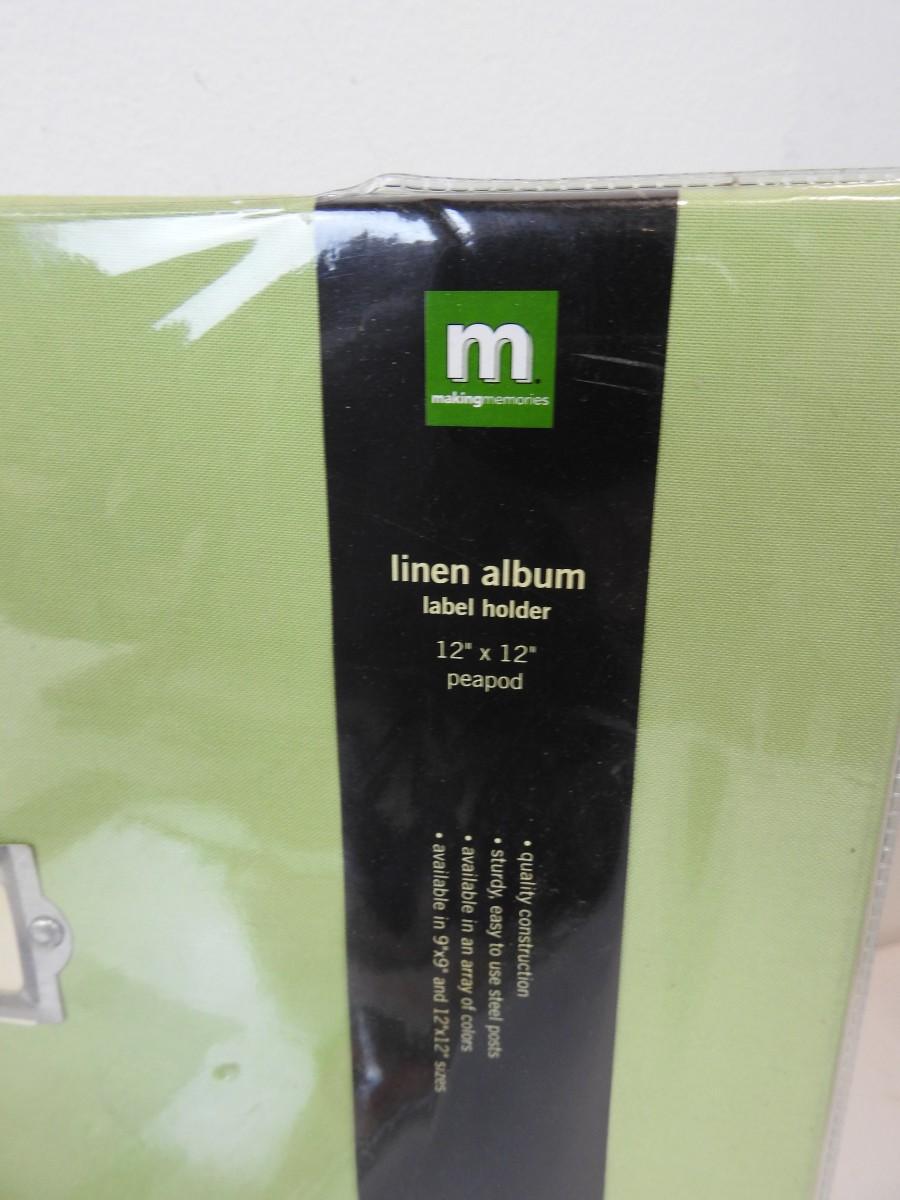 m.
makingmemories
linen album
label holder
12" x 12"
peapod
• quality construction
• sturdy, easy to use steel posts
• available in an array of colors
• available in 9"x9" and 12"x12" sizes